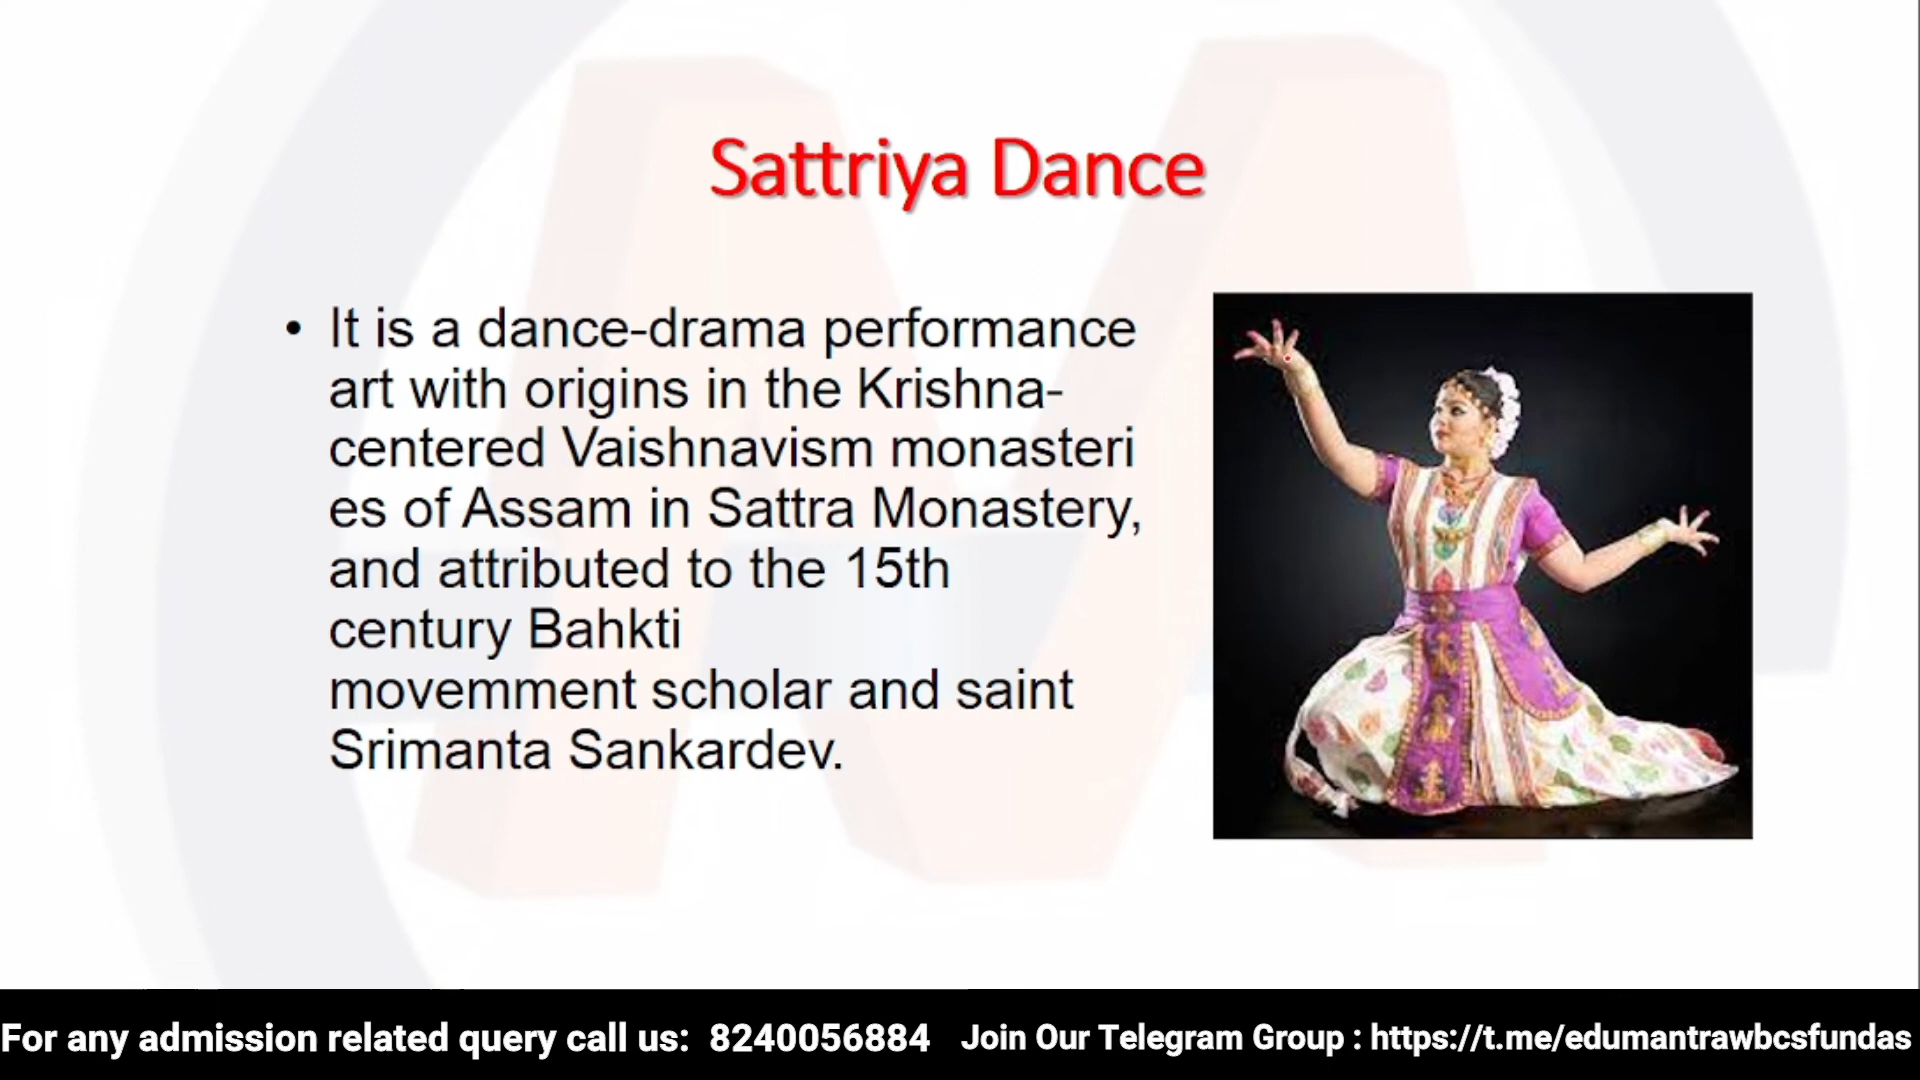 Sattriya Dance
• It is a dance-drama performance
art with origins in the Krishna-
centered Vaishnavism monasteri
es of Assam in Sattra Monastery,
and attributed to the 15th
century Bahkti
movemment scholar and saint
Srimanta Sankardev.
For any admission related query call us: 8240056884 Join Our Telegram Group : https://t.me/edumantrawbcsfundas